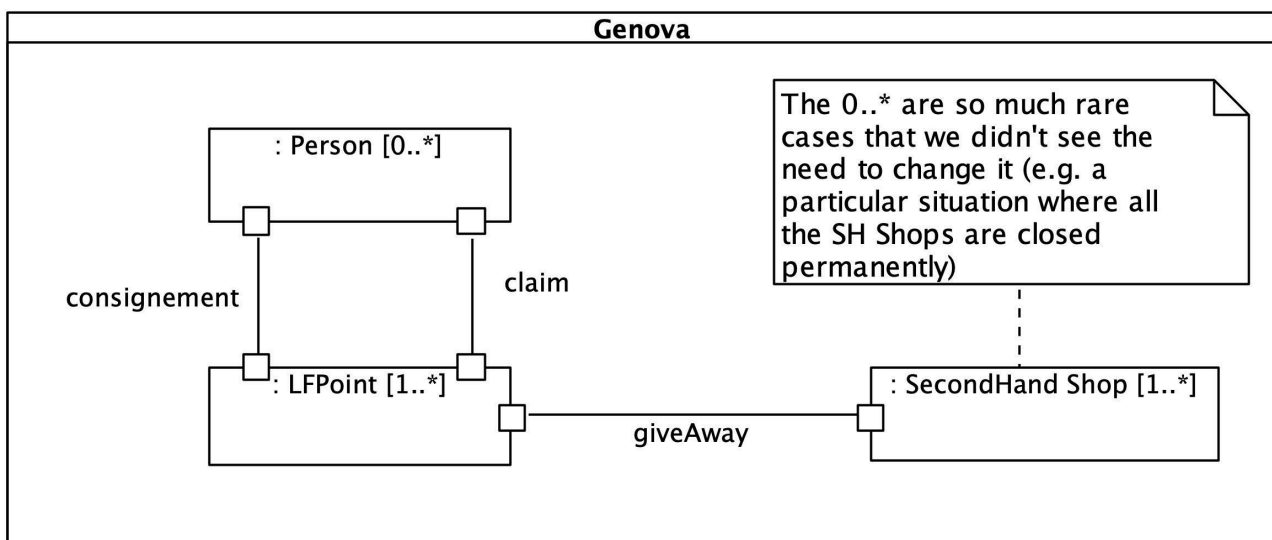 Genova
: Person [0..*]
The 0..* are so much rare
cases that we didn't see the
need to change it (e.g. a
particular situation where all
the SH Shops are closed
permanently)
consignement
claim
: LFPoint [1..*]
: SecondHand Shop [1..*]
giveAway